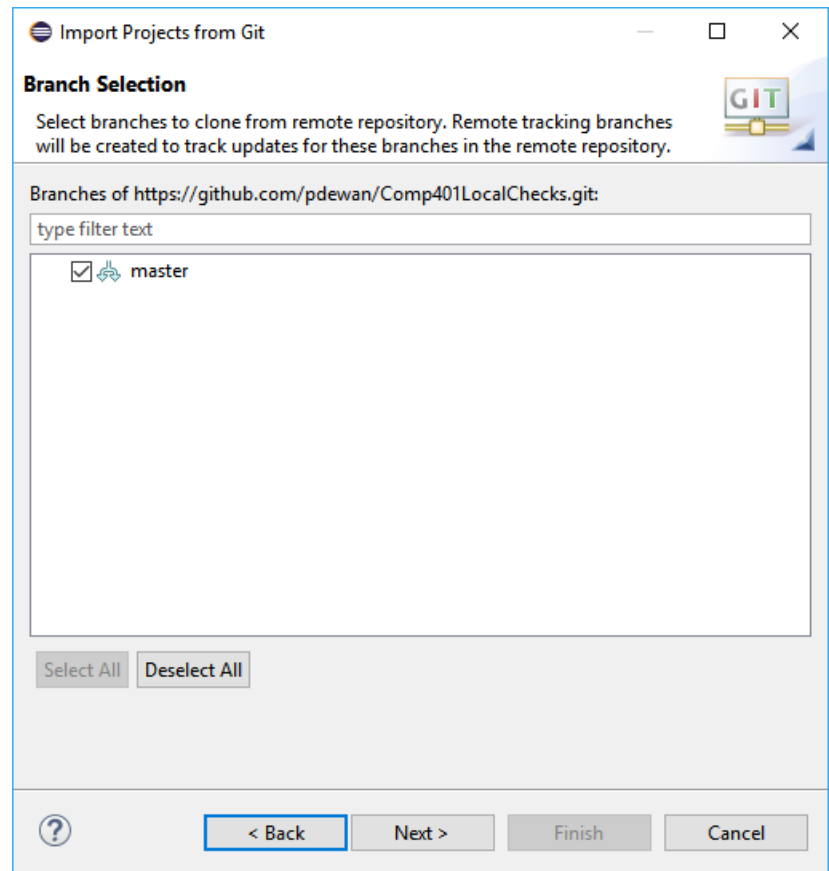 Import Projects from Git
Branch Selection
GIT
Select branches to clone from remote repository. Remote tracking branches
will be created to track updates for these branches in the remote repository.
Branches of https://github.com/pdewan/Comp401LocalChecks.git:
type filter text
master
Select All Deselect All
? < Back Next > Finish Cancel